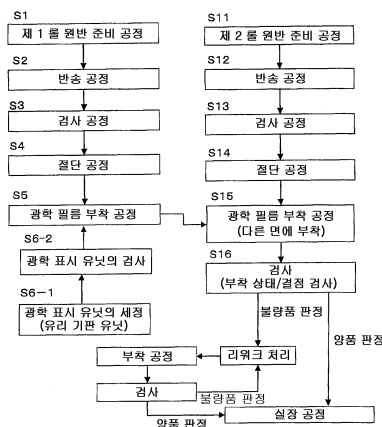 S1
제 1 롤 원반 준비 공정
S2
반송 공정
S3
검사 공정
S4
절단 공정
S5
광학 필름 부착 공정
S6-2
광학 표시 유닛의 검사
S6-1
광학 표시 유닛의 세정
(유리 기판 유닛)
S11
제 2 롤 원반 준비 공정
S12
반송 공정
S13
검사 공정
S14
절단 공정
S15
광학 필름 부착 공정
(다른 면에 부착)
S16
검사
(부착 상태/결점 검사)
불량품 판정
양품 판정
부착 공정
리워크 처리
검사
불량품 판정
양품 판정
실장 공정